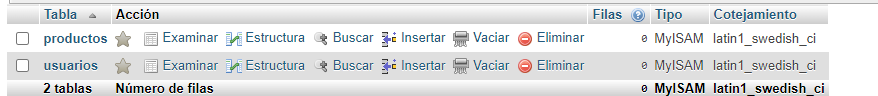 Tabla Acción Filas Tipo Cotejamiento
productos Examinar Estructura Buscar Insertar Vaciar Eliminar 0 MyISAM latin1_swedish_ci
usuarios Examinar Estructura Buscar Insertar Vaciar Eliminar 0 MyISAM latin1_swedish_ci
2 tablas Número de filas 0 MyISAM latin1_swedish_ci